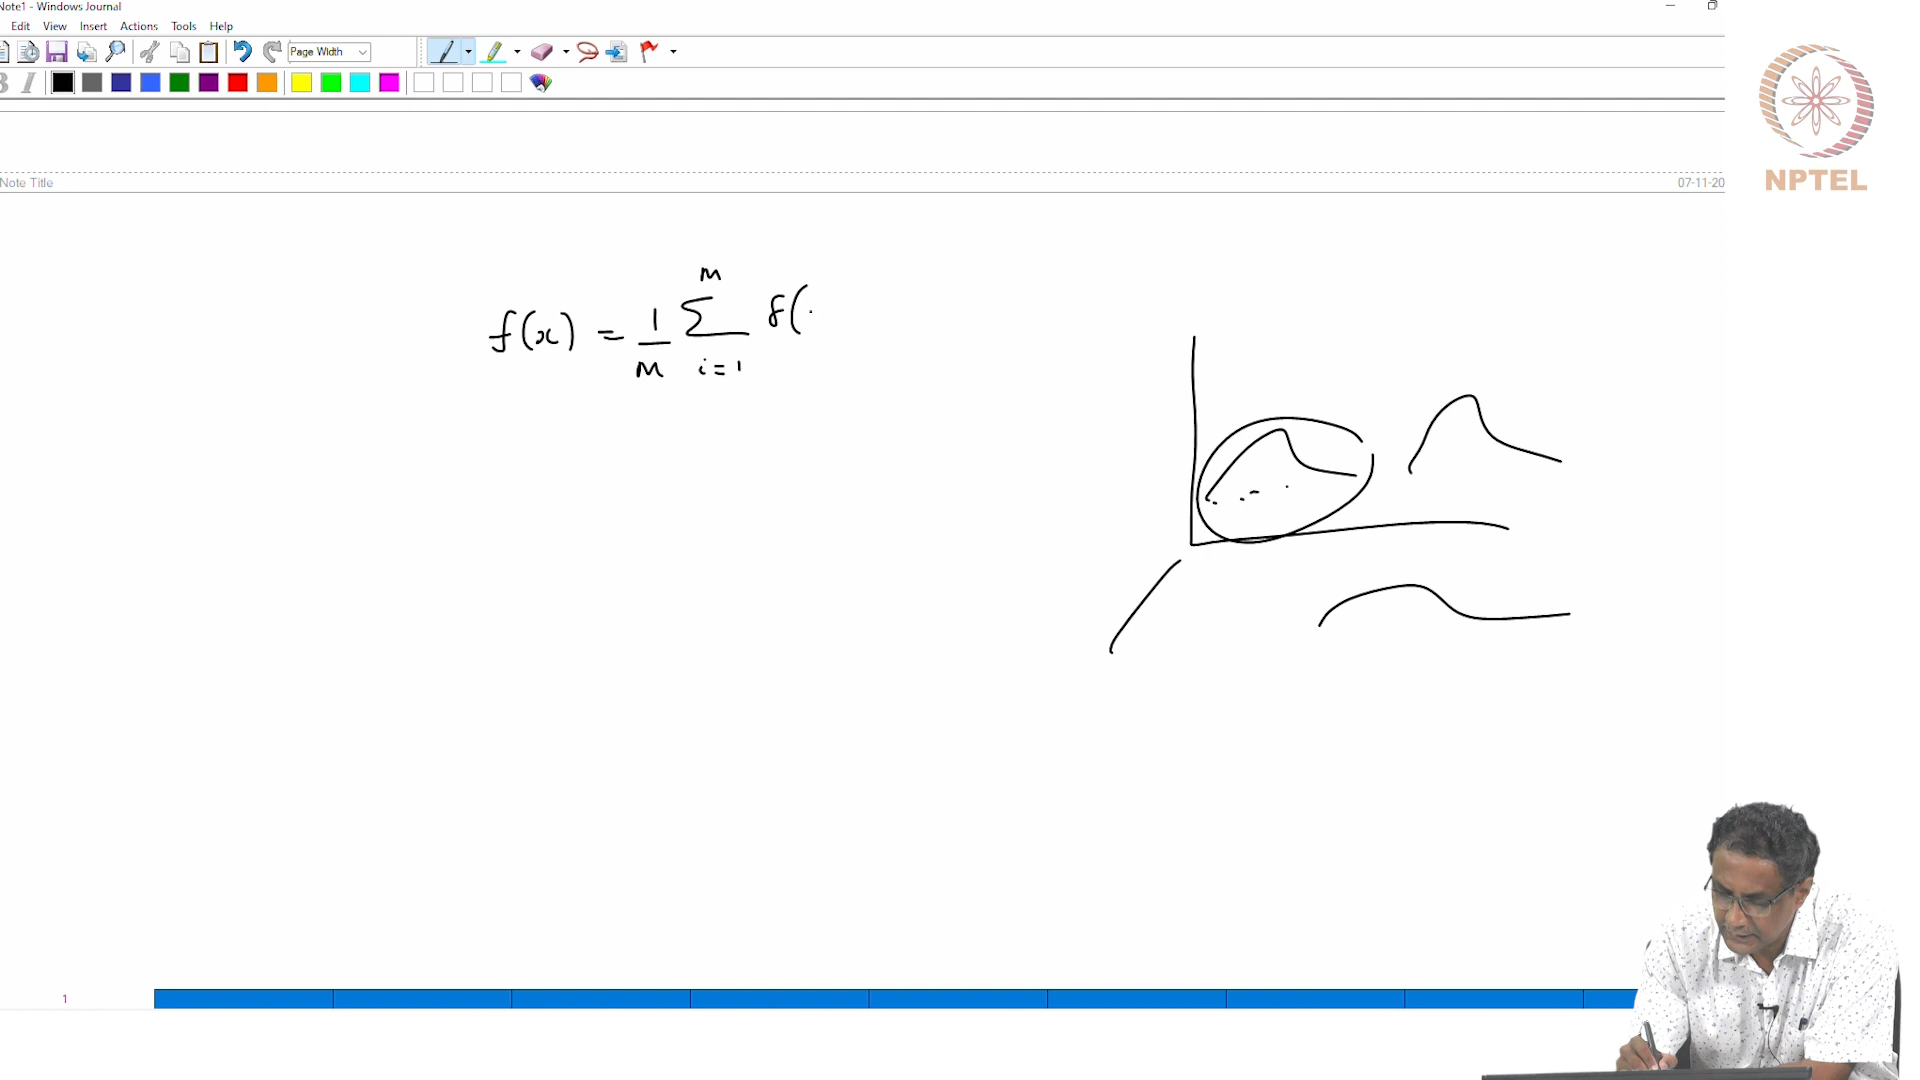 Note1 - Windows Journal
Edit View Insert Actions Tools Help
Page Width
B I
NPTEL
Note Title 07-11-20
f(x) = 1/M M∑i=1 δ(
1